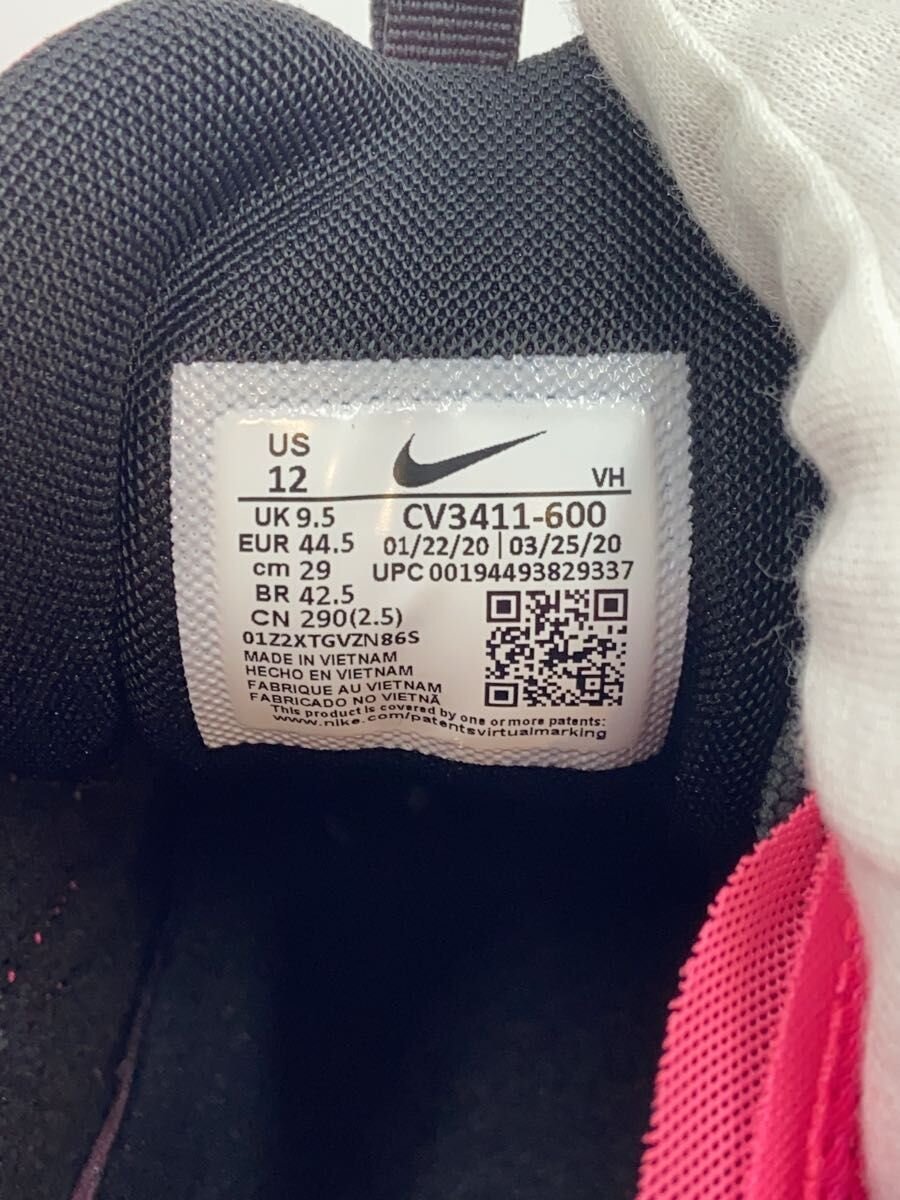 US
12
VH
UK 9.5
EUR 44.5
cm 29
BR 42.5
CN 290(2.5)
CV3411-600
01/22/20 | 03/25/20
UPC 00194493829337
01Z2XTGVZN86S
MADE IN VIETNAM
HECHO EN VIETNAM
FABRIQUE AU VIETNAM
FABRICADO NO VIETNÃ
This product is covered by one or more patents:
www.nike.com/patentsvirtualmarking